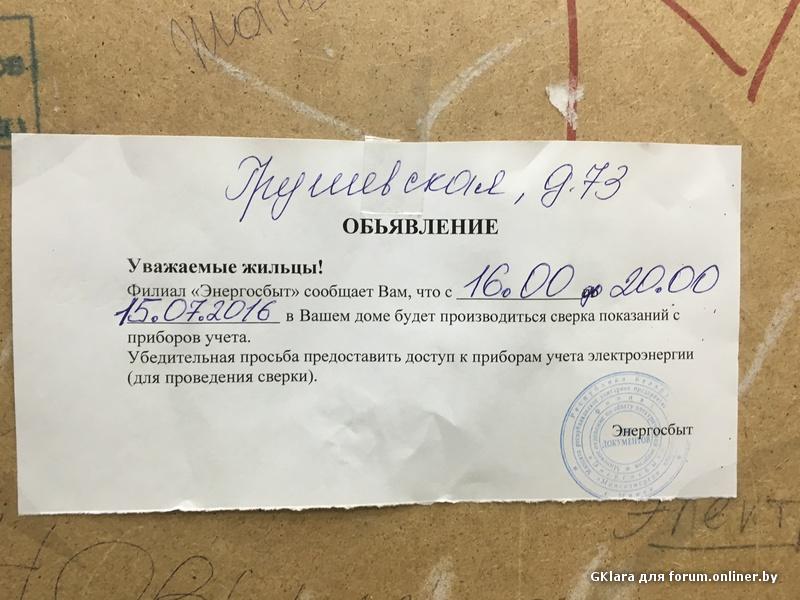 Грушевская, д.73
ОБЬЯВЛЕНИЕ
Уважаемые жильцы!
Филиал «Энергосбыт» сообщает Вам, что с 16.00 до 20.00
15.07.2016 в Вашем доме будет производиться сверка показаний с
приборов учета.
Убедительная просьба предоставить доступ к приборам учета электроэнергии
(для проведения сверки).
Энергосбыт
ДОКУМЕНТОВ
GKlara для forum.onliner.by